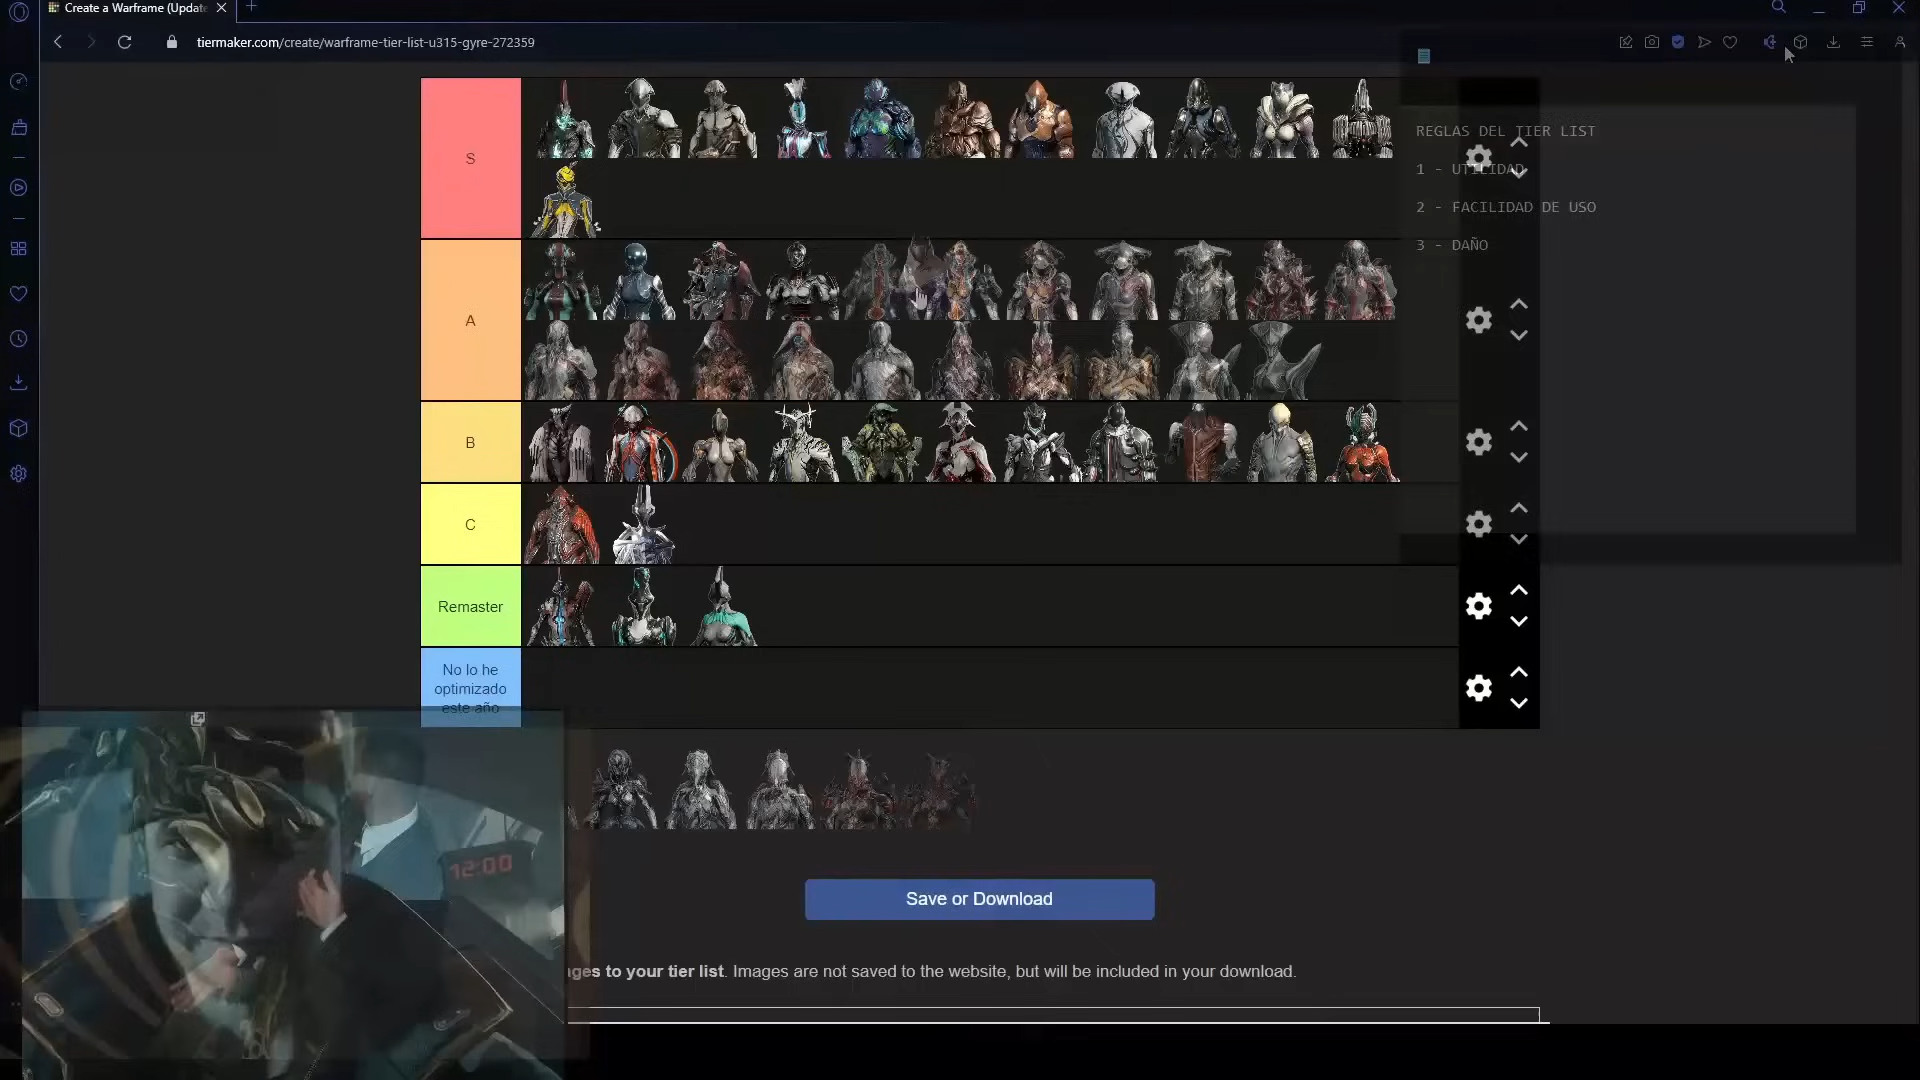 Create a Warframe (Updat
tiermaker.com/create/warframe-tier-list-u315-gyre-272359
REGLAS DEL TIER LIST
1 - UTILIDAD
2 - FACILIDAD DE USO
3 - DAÑO
S
A
B
C
Remaster
No lo he
optimizado
este año
12:00
Save or Download
ges to your tier list. Images are not saved to the website, but will be included in your download.